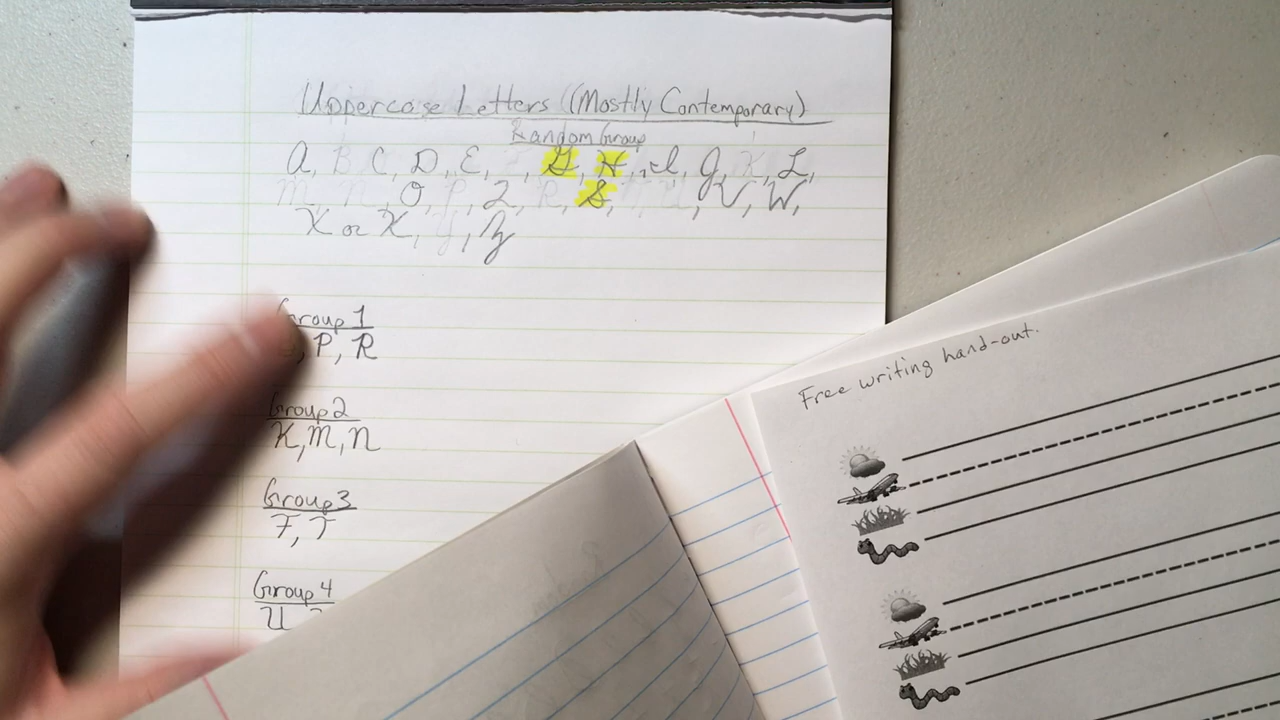 Uppercase Letters (Mostly Contemporary)
Random Group
A, B, C, D, E, F, G, H, I, J, K, L,
M, N, O, P, Q, R, S, T, U, V, W,
X or X, Y, Z
Group 1
P, R
Group 2
K, M, N
Group 3
F, T
Group 4
U
Free writing hand-out.